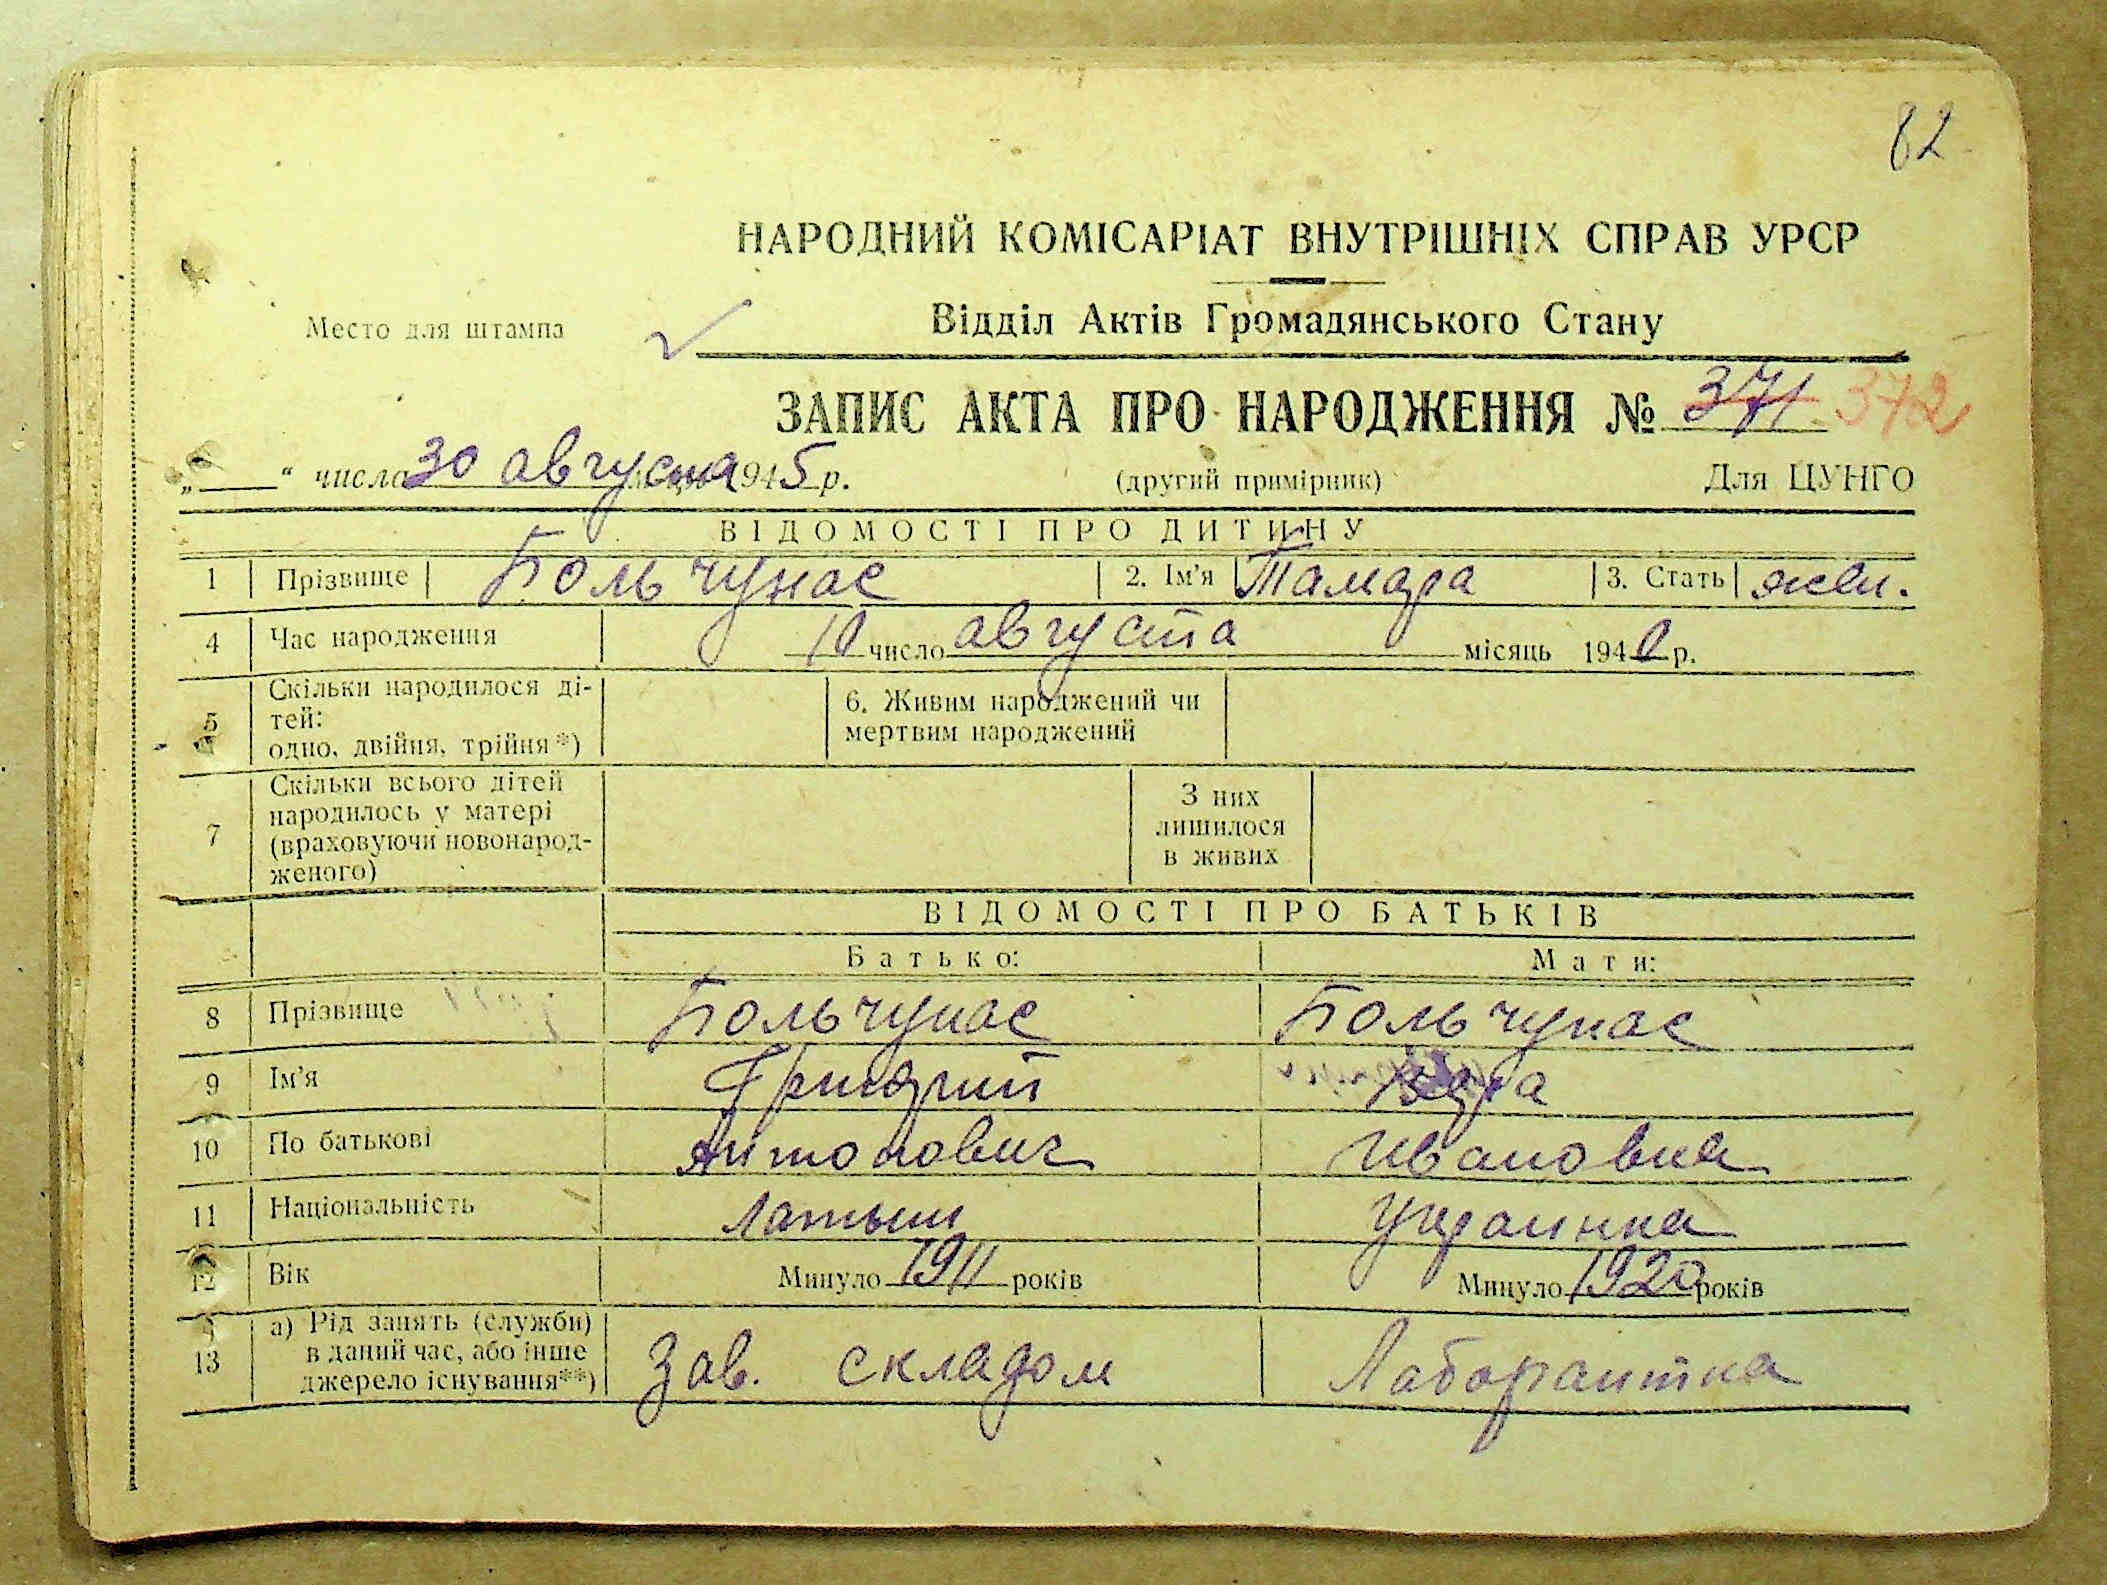 82
НАРОДНИЙ КОМІСАРІАТ ВНУТРІШНІХ СПРАВ УРСР
Место для штампа
Відділ Актів Громадянського Стану
ЗАПИС АКТА ПРО НАРОДЖЕННЯ № 371 372
„ “ числа 30 августа 1945 р. (другий примірник) Для ЦУНГО
ВІДОМОСТІ ПРО ДИТИНУ
1 Прізвище Больчунас 2. Ім'я Тамара 3. Стать жен.
4 Час народження 10 число августа місяць 1940 р.
5 Скільки народилося ді-
тей:
одно, двійня, трійня*)
6. Живим народжений чи
мертвим народжений
7 Скільки всього дітей
народилось у матері
(враховуючи новонарод-
женого)
З них
лишилося
в живих
ВІДОМОСТІ ПРО БАТЬКІВ
Батько: Мати:
8 Прізвище Больчунас Больчунас
9 Ім'я Григорий
10 По батькові Антонович Ивановна
11 Національність Латыш Украинка
12 Вік Минуло 1911 років Минуло 1920 років
13 а) Рід занять (служби)
в даний час, або інше
джерело існування**)
Зав. складом Лаборантка